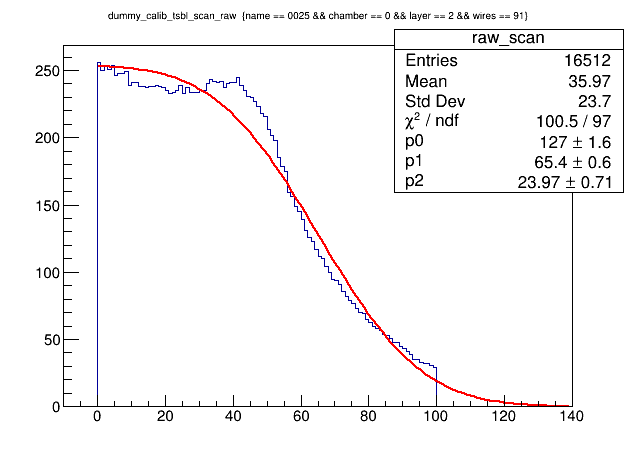 dummy_calib_tsbl_scan_raw {name == 0025 && chamber == 0 && layer == 2 && wires == 91}
raw_scan
Entries 16512
Mean 35.97
Std Dev 23.7
χ² / ndf 100.5 / 97
p0 127 ± 1.6
p1 65.4 ± 0.6
p2 23.97 ± 0.71
250
200
150
100
50
0
0 20 40 60 80 100 120 140